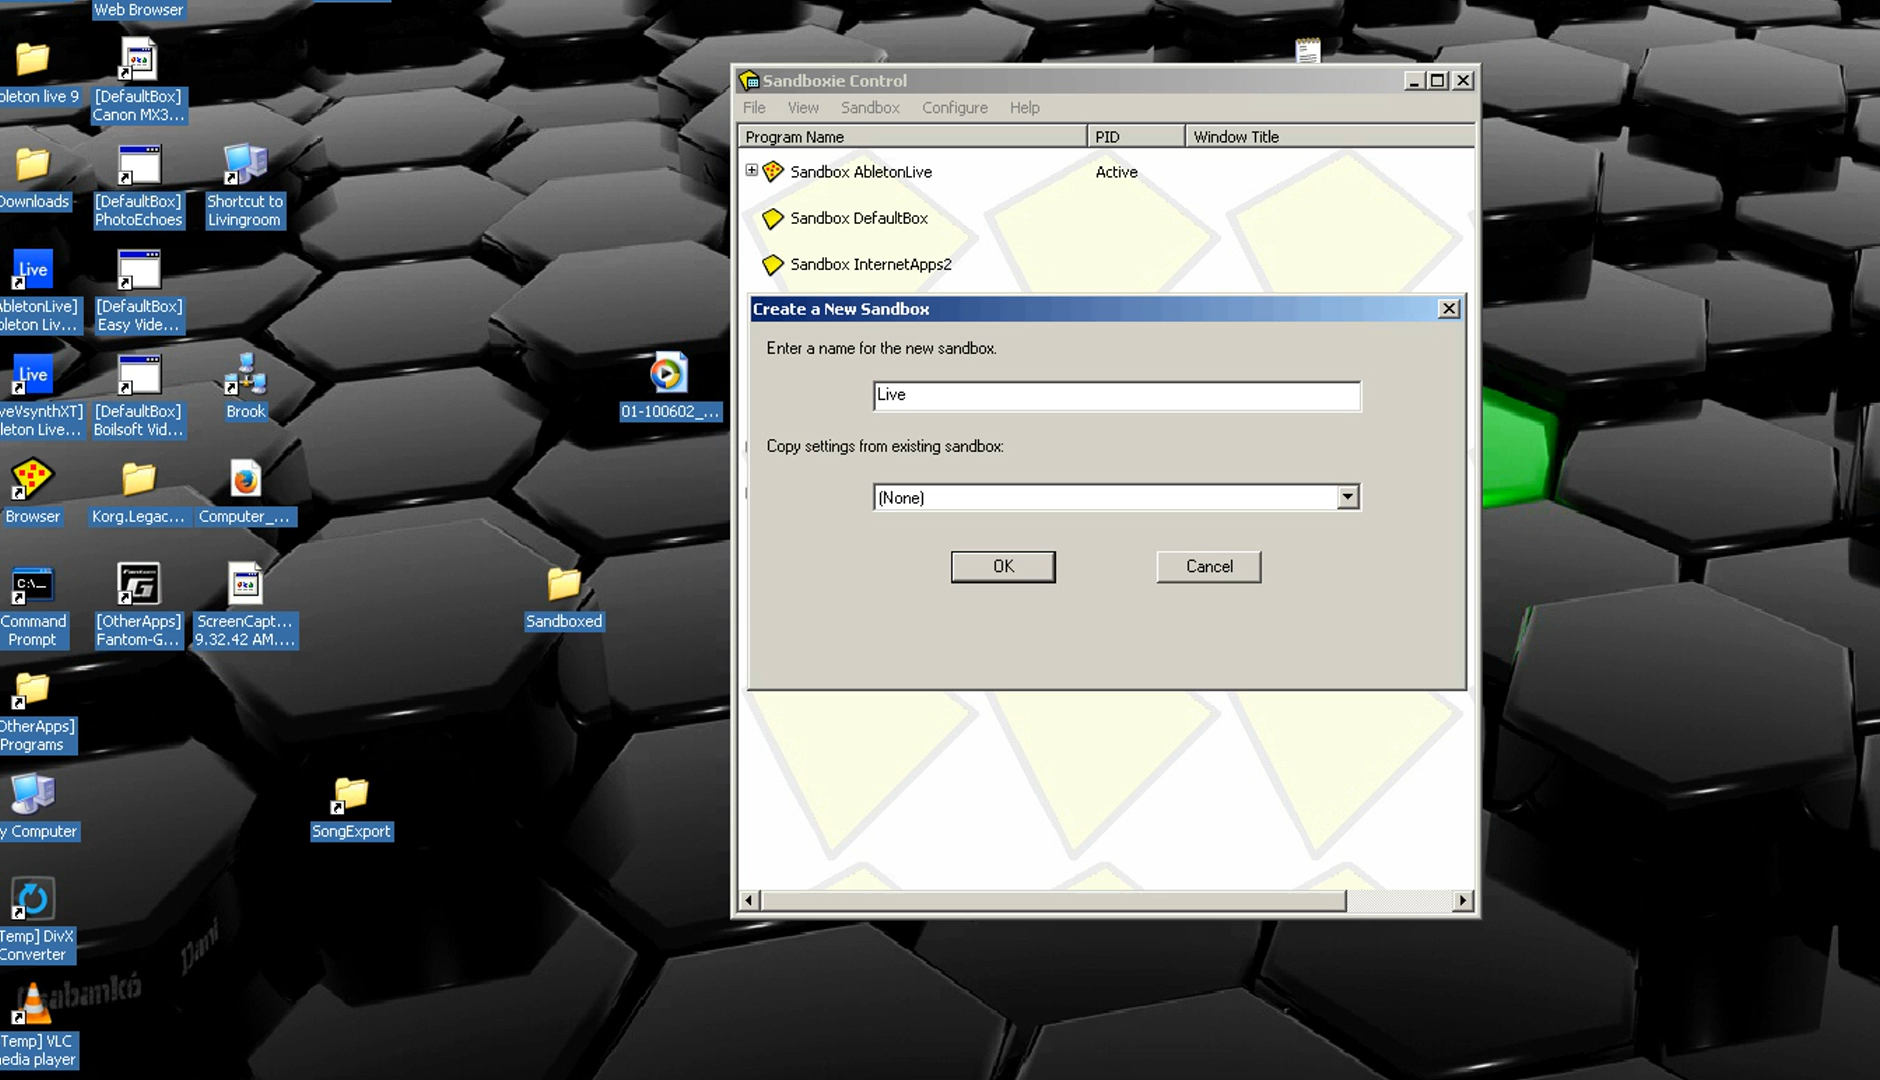 Web Browser
bleton live 9
[DefaultBox]
Canon MX3...
Downloads
[DefaultBox]
PhotoEchoes
Shortcut to
Livingroom
Live
AbletonLive]
bleton Liv...
[DefaultBox]
Easy Vide...
Live
veVsynthXT]
leton Live...
[DefaultBox]
Boilsoft Vid...
Brook
01-100602_...
Browser
Korg.Legac...
Computer_...
C:\_
Command
Prompt
[OtherApps]
Fantom-G...
ScreenCapt...
9.32.42 AM....
Sandboxed
OtherApps]
Programs
y Computer
SongExport
Temp] DivX
Converter
Temp] VLC
edia player
Dani
Sandboxie Control
File View Sandbox Configure Help
Program Name PID Window Title
Sandbox AbletonLive Active
Sandbox DefaultBox
Sandbox InternetApps2
Create a New Sandbox
Enter a name for the new sandbox.
Live
Copy settings from existing sandbox:
(None)
OK Cancel